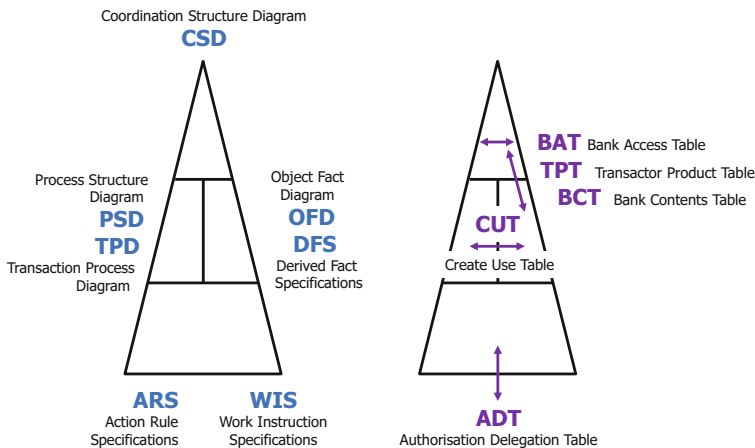 Coordination Structure Diagram
CSD
Process Structure
Diagram
PSD
TPD
Transaction Process
Diagram
Object Fact
Diagram
OFD
DFS
Derived Fact
Specifications
ARS
Action Rule
Specifications
WIS
Work Instruction
Specifications
BAT Bank Access Table
TPT Transactor Product Table
BCT Bank Contents Table
CUT
Create Use Table
ADT
Authorisation Delegation Table